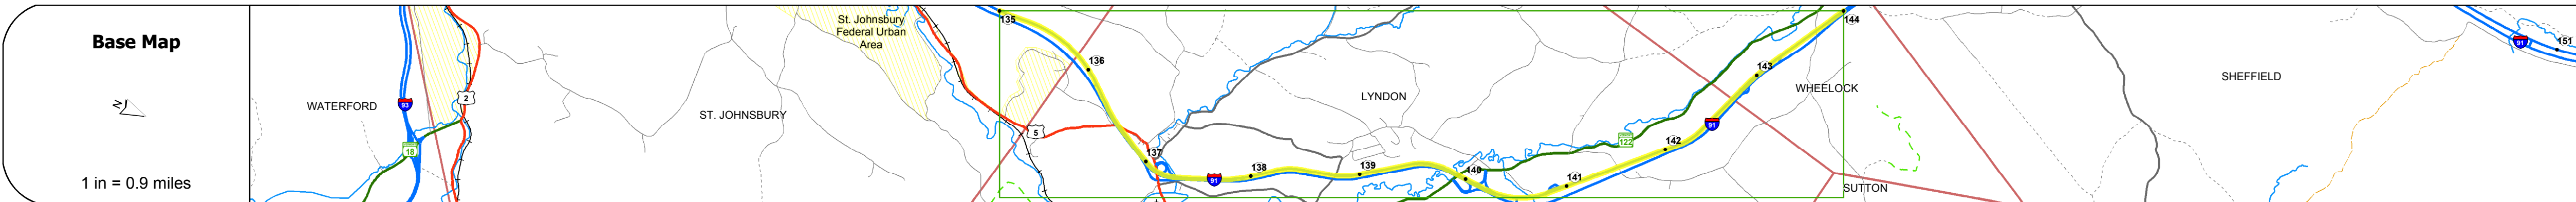 Base Map
N
1 in = 0.9 miles
WATERFORD
93
18
2
ST. JOHNSBURY
St. Johnsbury
Federal Urban
Area
135
5
136
137
91
138
139
LYNDON
140
141
122
142
91
143
144
WHEELOCK
SUTTON
SHEFFIELD
91
151